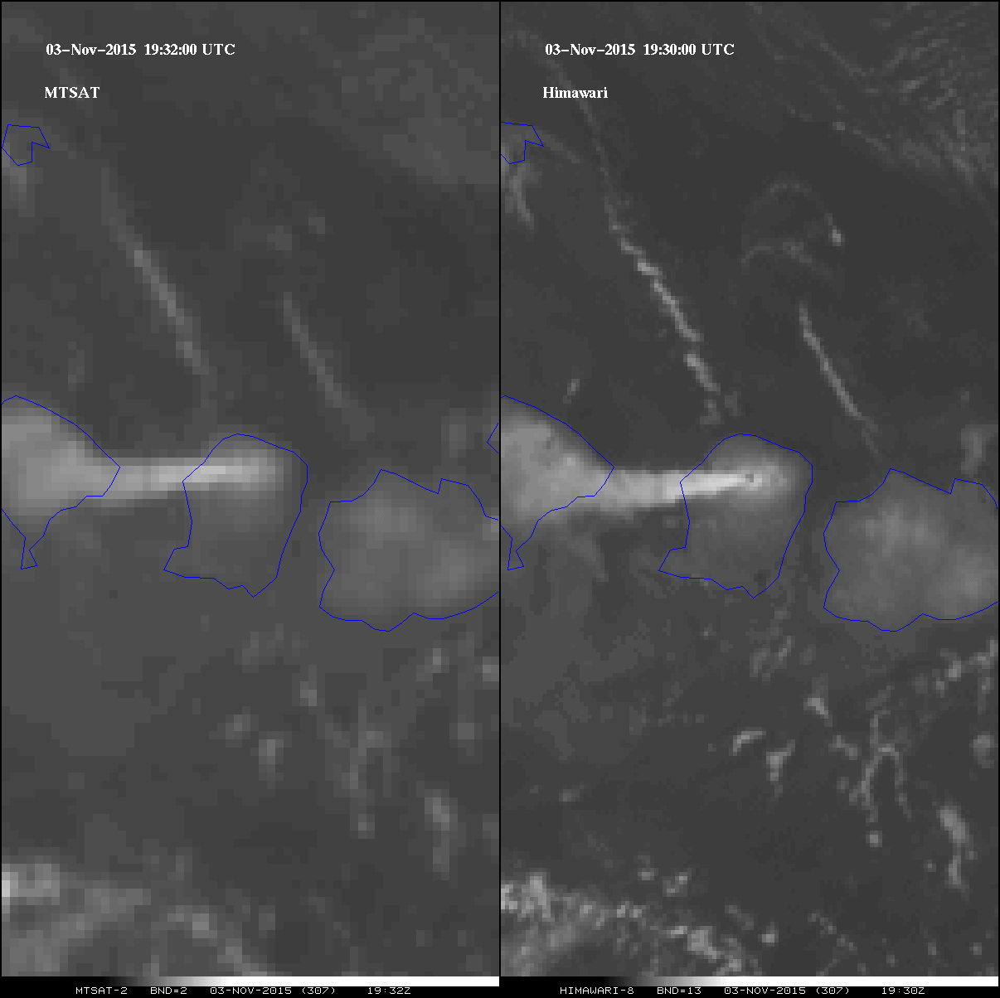 03-Nov-2015 19:32:00 UTC
MTSAT
03-Nov-2015 19:30:00 UTC
Himawari
MTSAT-2 BND=2 03-NOV-2015 (307) 19:32Z
HIMAWARI-8 BND=13 03-NOV-2015 (307) 19:30Z